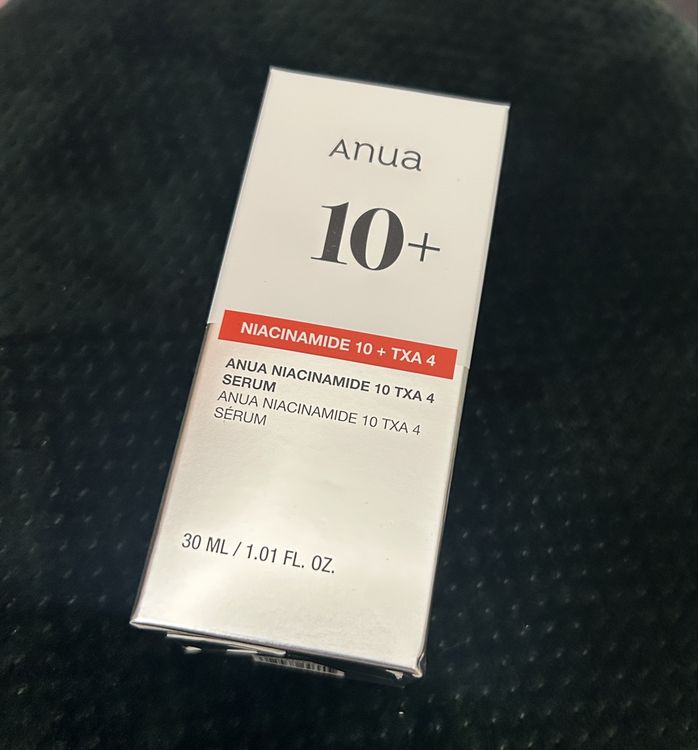 Anua
10+
NIACINAMIDE 10 + TXA 4
ANUA NIACINAMIDE 10 TXA 4
SERUM
ANUA NIACINAMIDE 10 TXA 4
SÉRUM
30 ML / 1.01 FL. OZ.